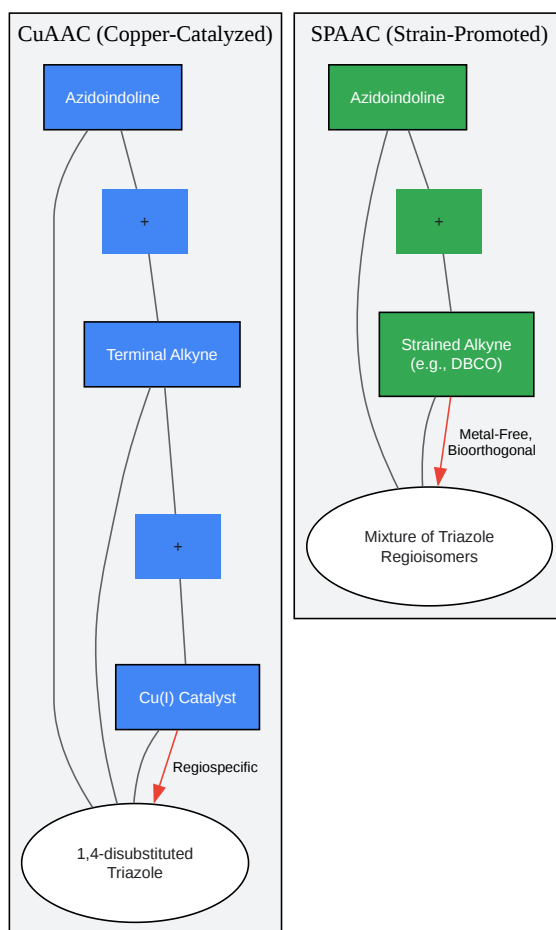 CuAAC (Copper-Catalyzed)
Azidoindoline
+
Terminal Alkyne
+
Cu(I) Catalyst
Regiospecific
1,4-disubstituted
Triazole
SPAAC (Strain-Promoted)
Azidoindoline
+
Strained Alkyne
(e.g., DBCO)
Metal-Free,
Bioorthogonal
Mixture of Triazole
Regioisomers